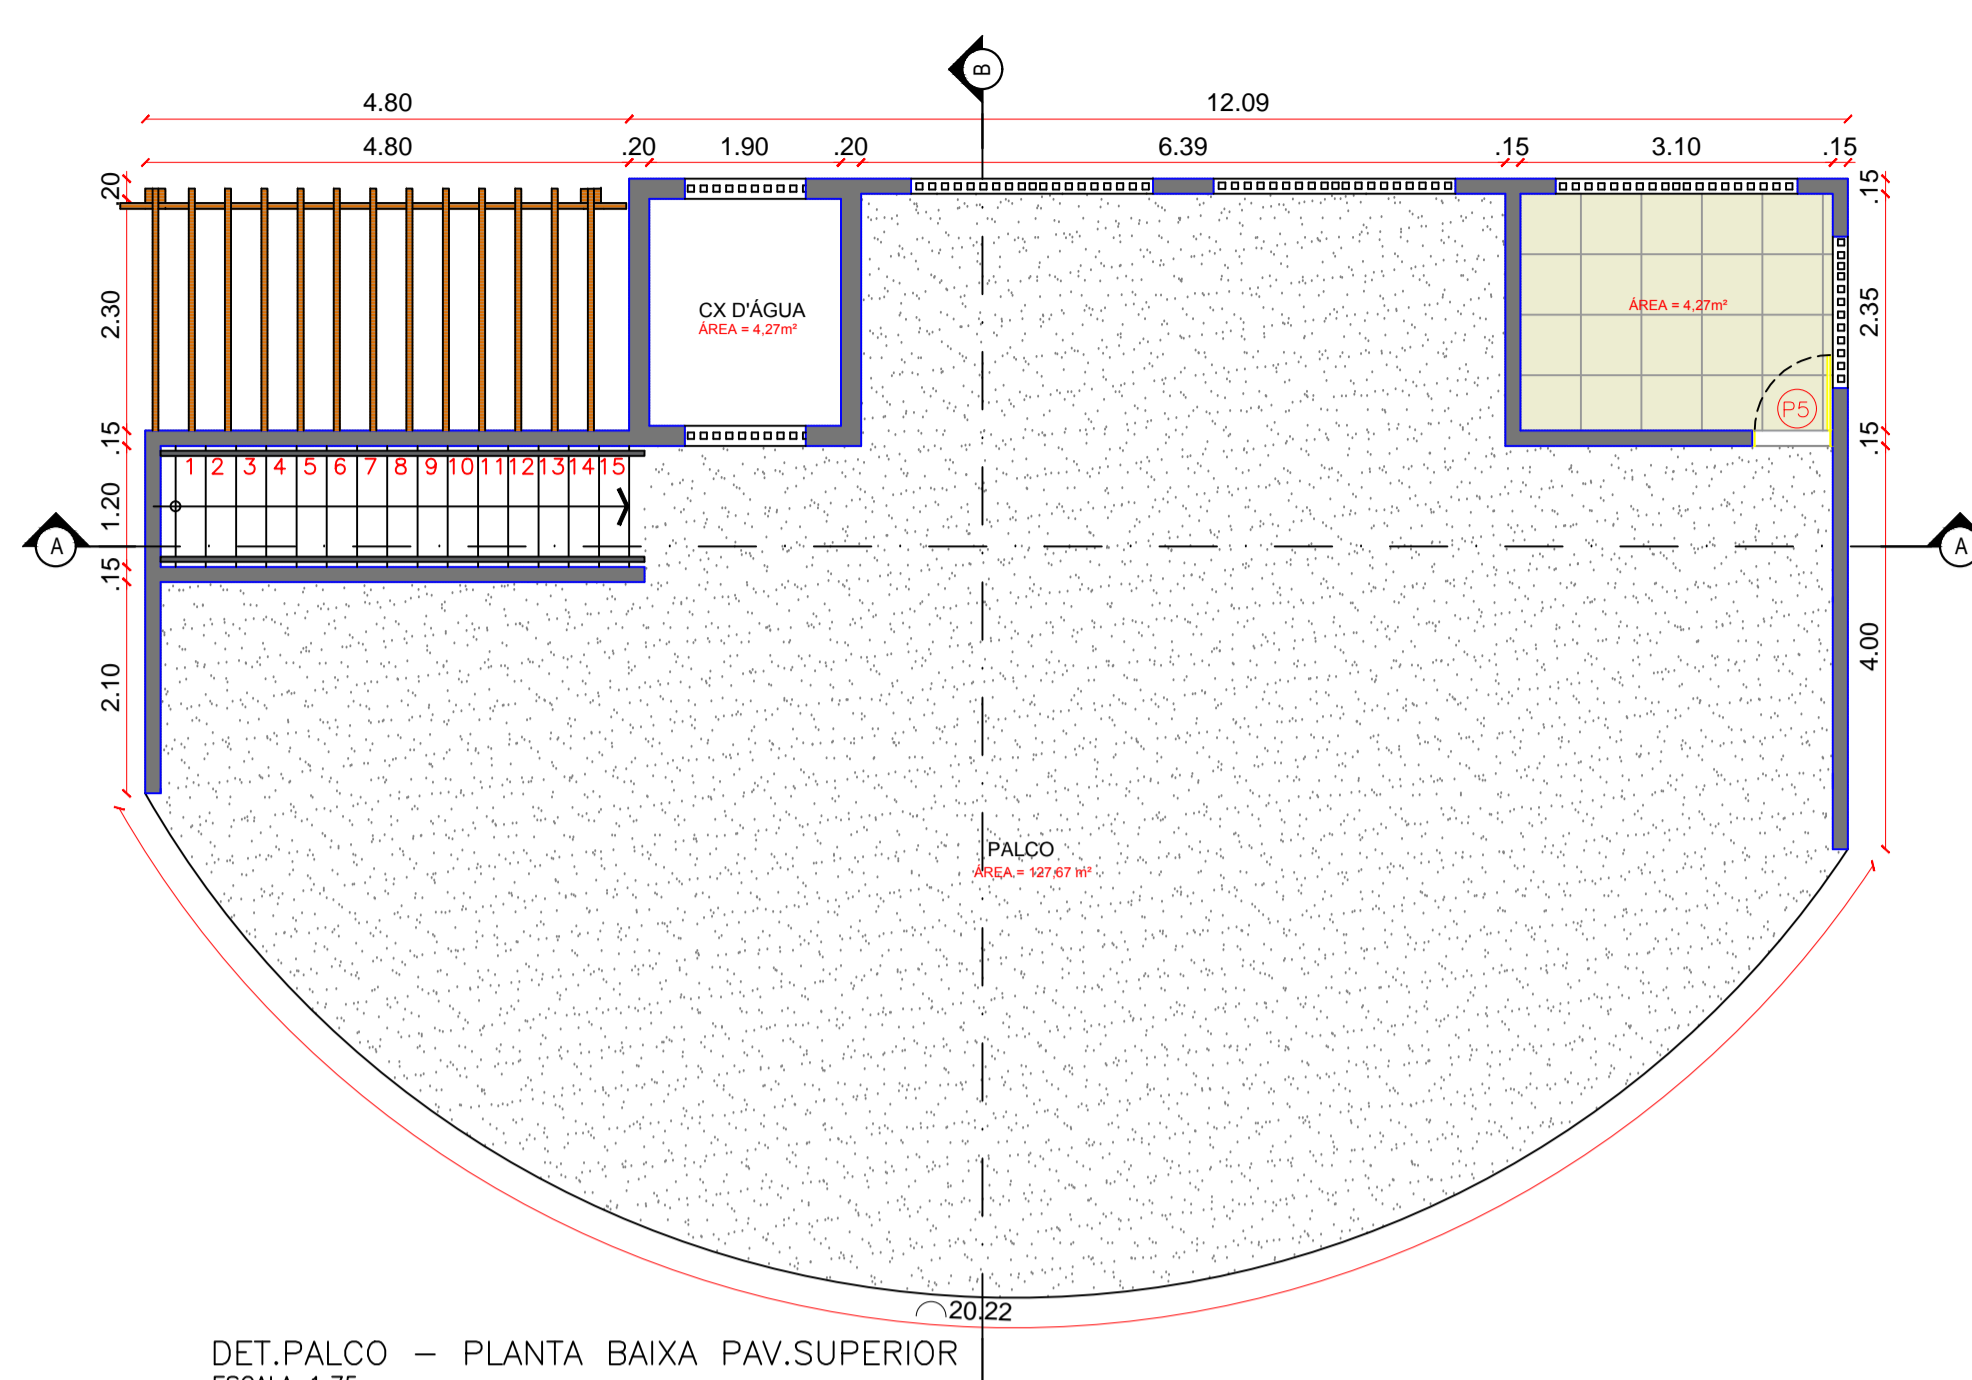 B
4.80
12.09
4.80
.20
1.90
.20
6.39
.15
3.10
.15
.20
2.30
.15
1.20
.15
2.10
.15
2.35
.15
4.00
CX D'ÁGUA
ÁREA = 4,27m²
ÁREA = 4,27m²
P5
1 2 3 4 5 6 7 8 9 10 11 12 13 14 15
A
A
PALCO
ÁREA = 127,67 m²
20.22
DET.PALCO – PLANTA BAIXA PAV.SUPERIOR